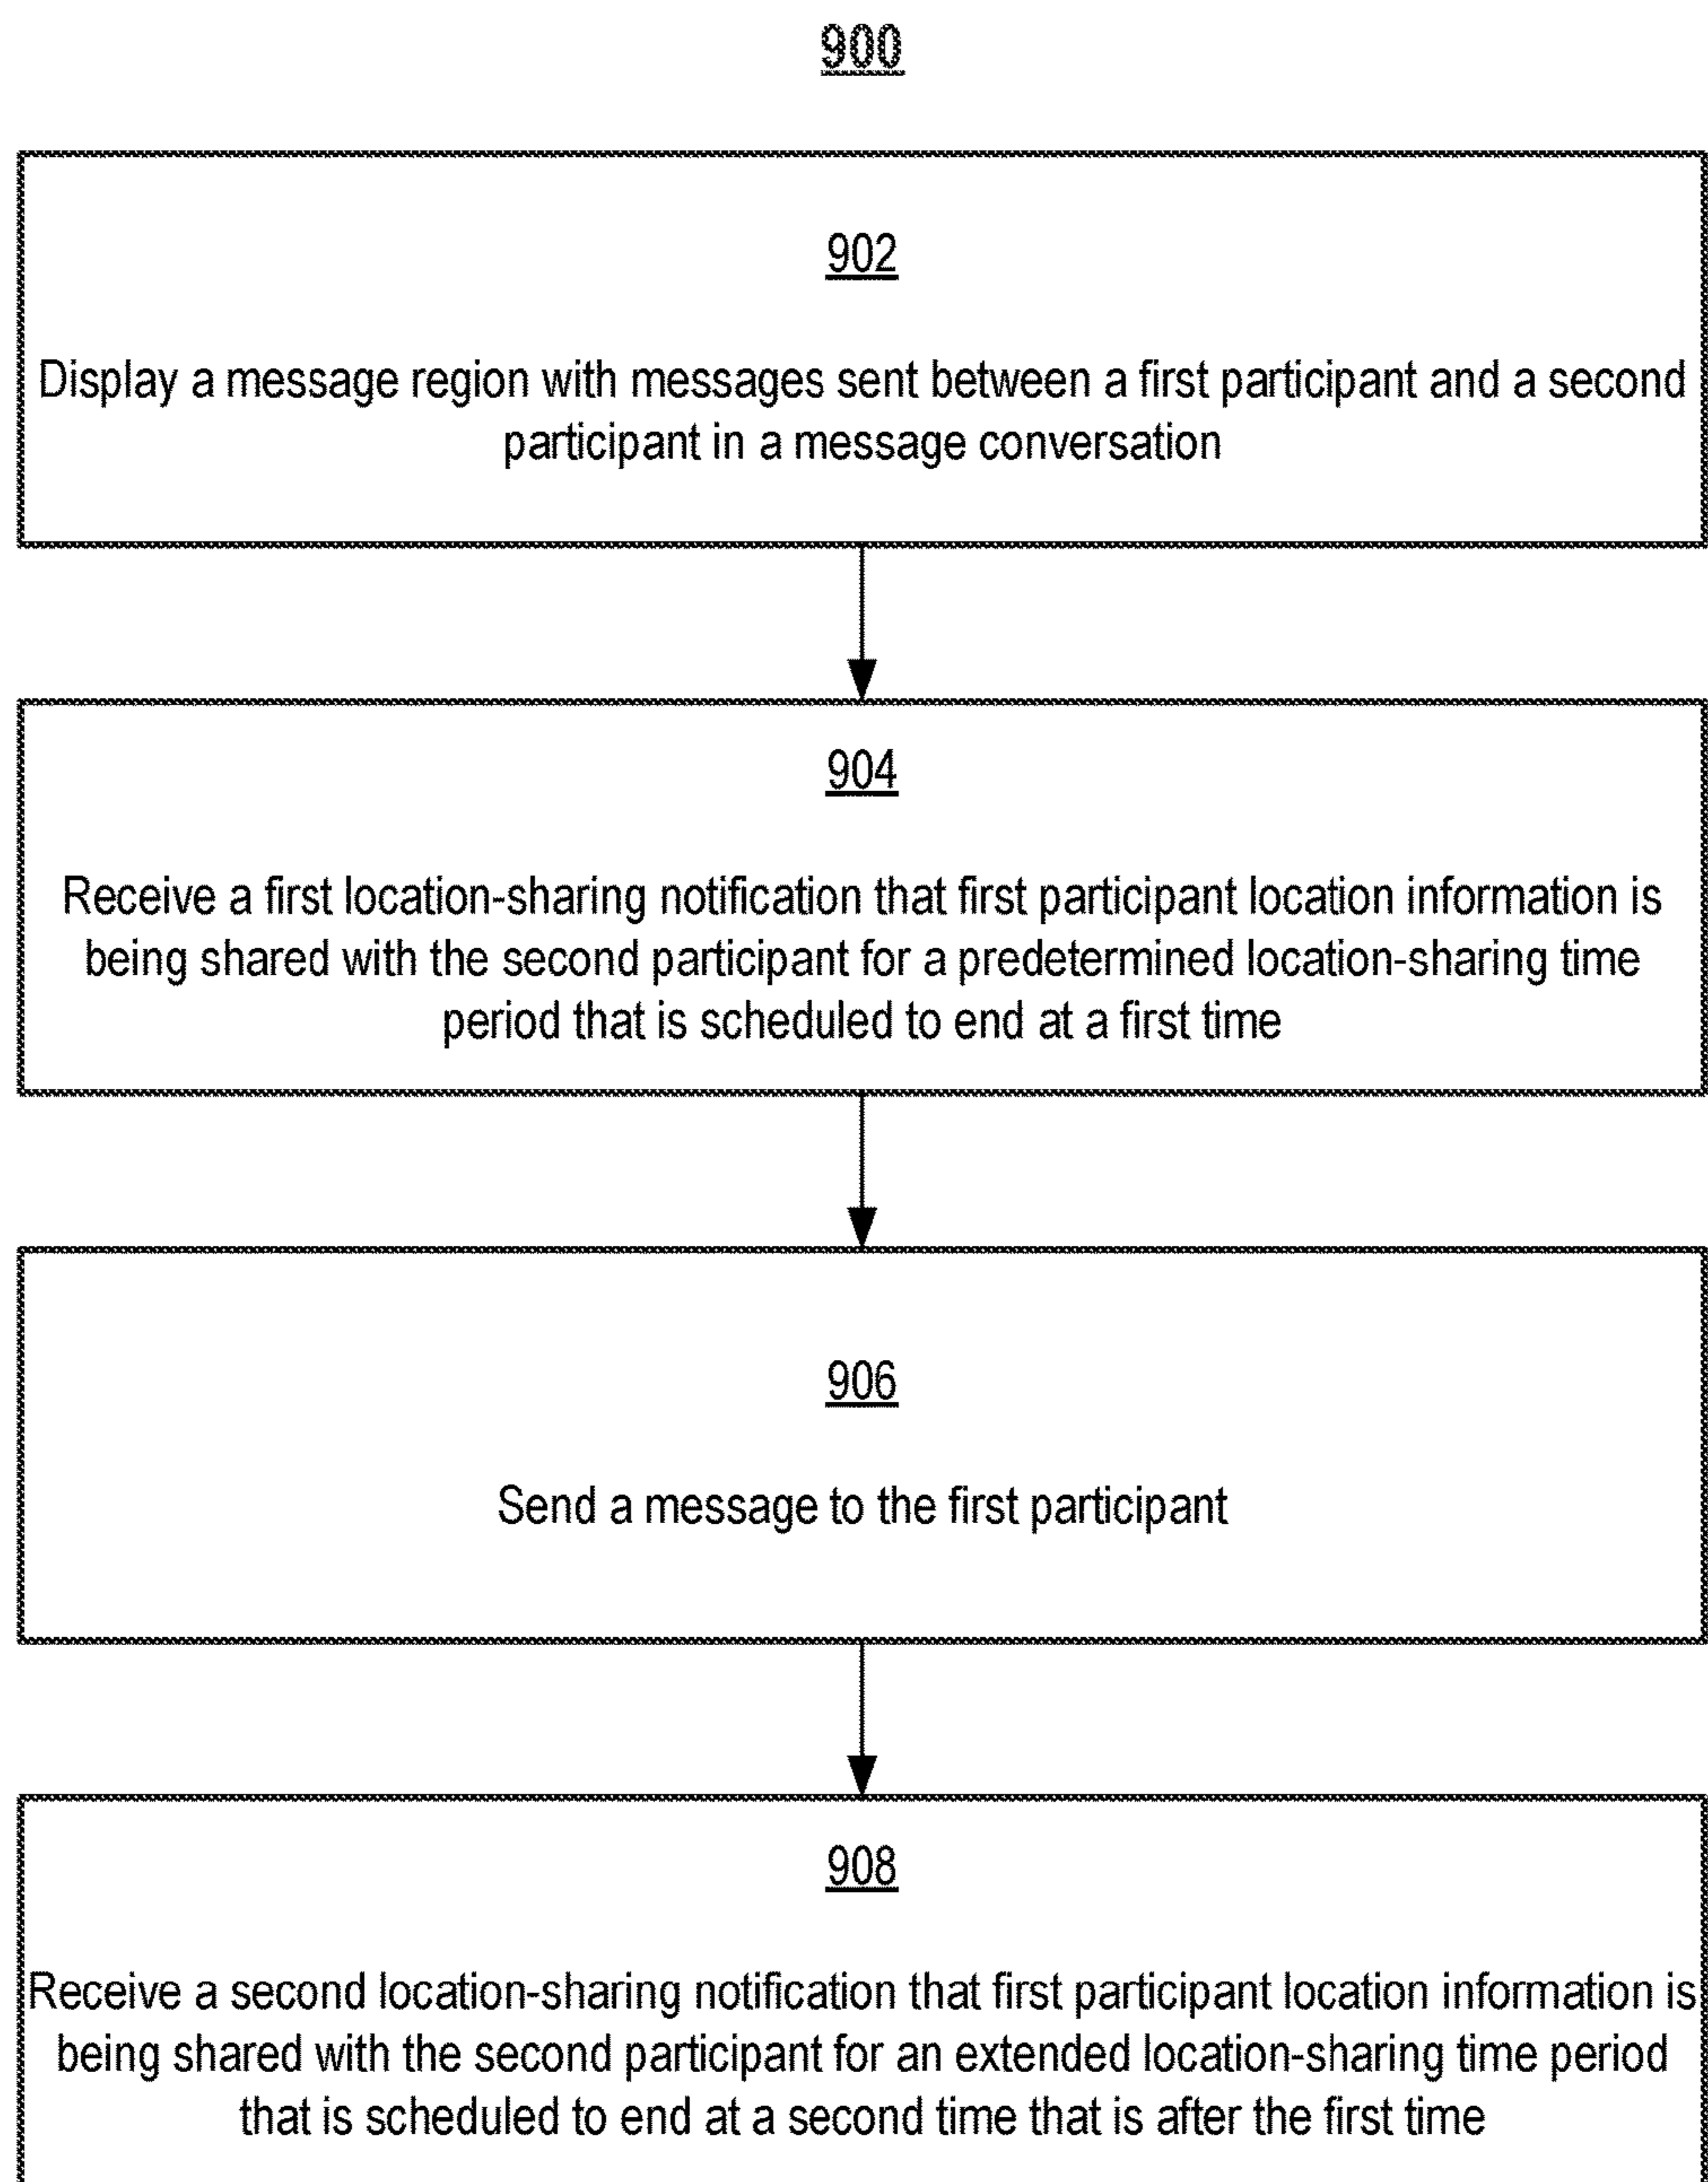 900
902
Display a message region with messages sent between a first participant and a second
participant in a message conversation
904
Receive a first location-sharing notification that first participant location information is
being shared with the second participant for a predetermined location-sharing time
period that is scheduled to end at a first time
906
Send a message to the first participant
908
Receive a second location-sharing notification that first participant location information is
being shared with the second participant for an extended location-sharing time period
that is scheduled to end at a second time that is after the first time